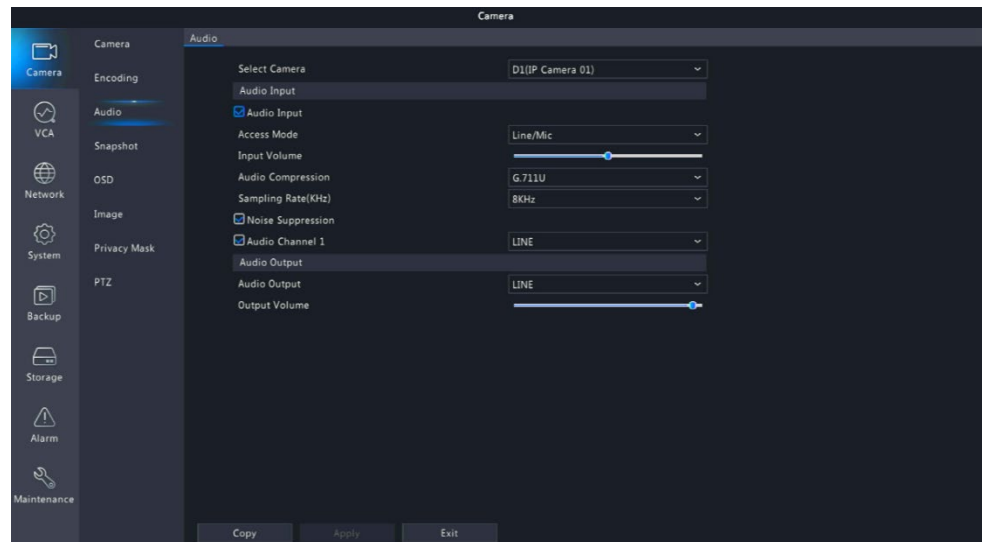 Camera
Camera
VCA
Network
System
Backup
Storage
Alarm
Maintenance
Camera
Encoding
Audio
Snapshot
OSD
Image
Privacy Mask
PTZ
Audio
Select Camera D1(IP Camera 01)
Audio Input
Audio Input
Access Mode Line/Mic
Input Volume
Audio Compression G.711U
Sampling Rate(KHz) 8KHz
Noise Suppression
Audio Channel 1 LINE
Audio Output
Audio Output LINE
Output Volume
Copy Apply Exit